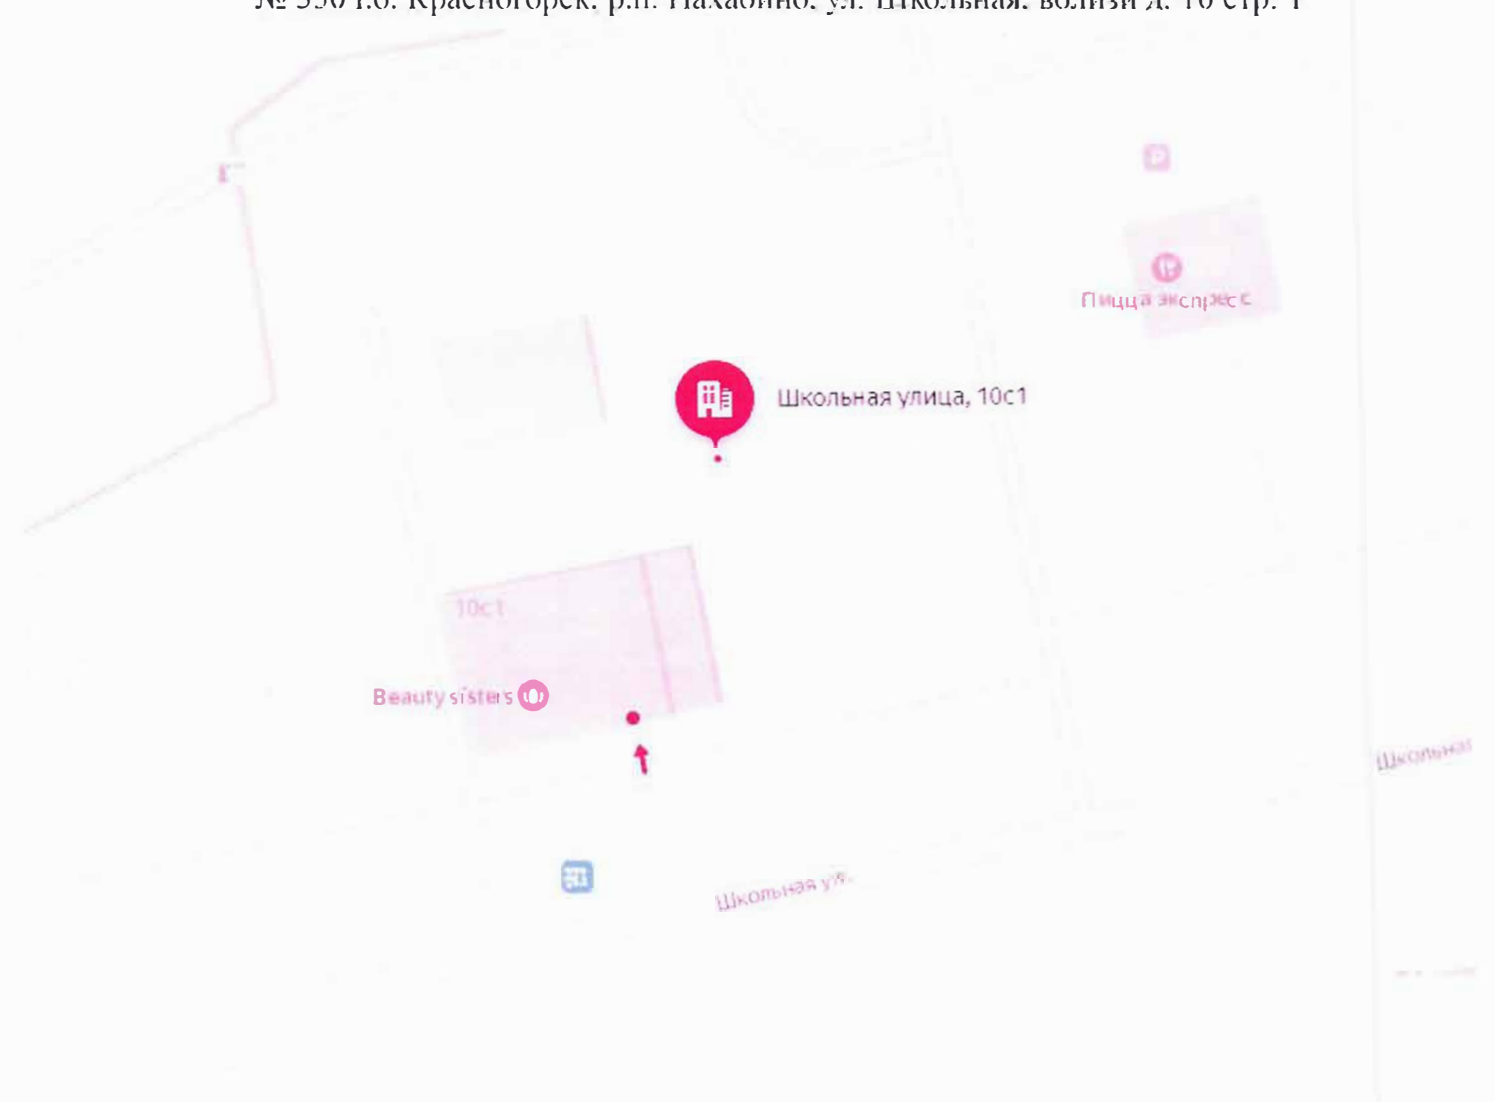 № 350 г.о. Красногорск, р.п. Нахабино, ул. Школьная, вблизи д. 10 стр. 1
P
Пицца экспресс
Школьная улица, 10с1
10с1
Beauty sisters
Школьная
Школьная ул.